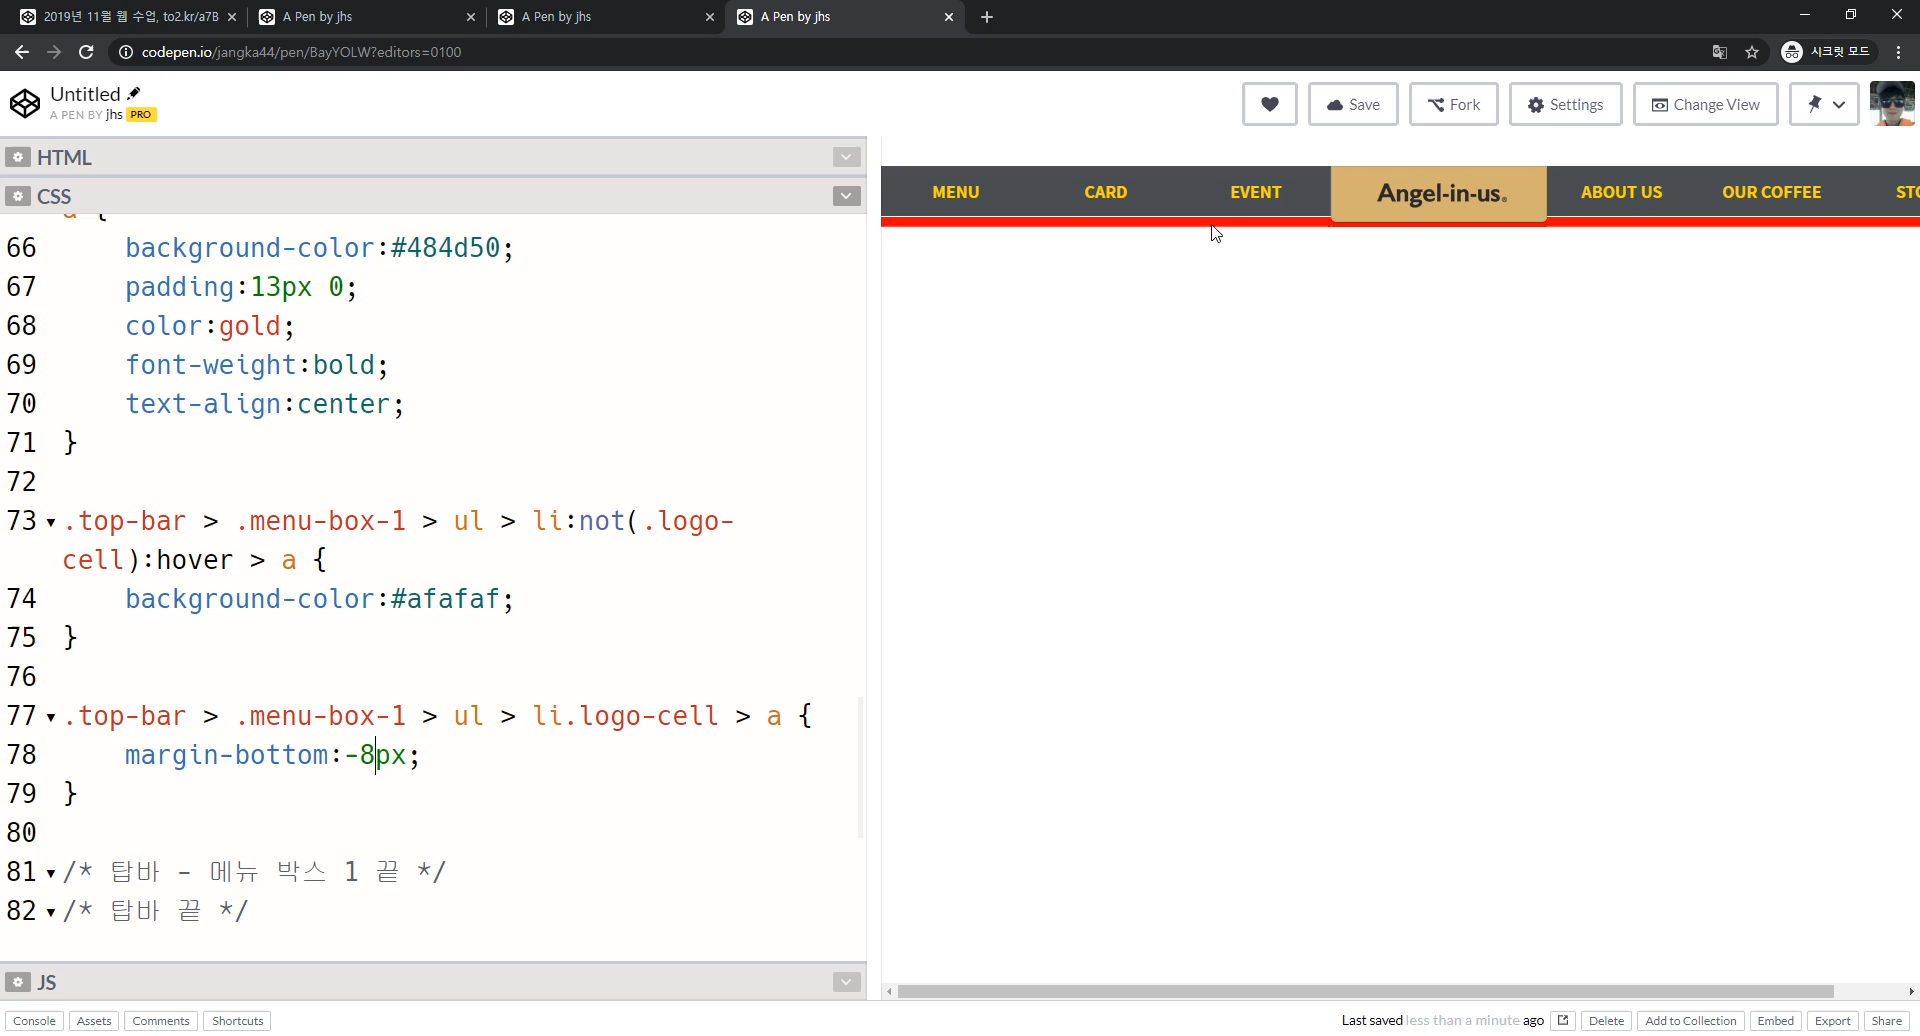 2019년 11월 웹 수업, to2.kr/a7B
A Pen by jhs
A Pen by jhs
A Pen by jhs
codepen.io/jangka44/pen/BayYOLW?editors=0100
시크릿 모드
Untitled
A PEN BY jhs PRO
Save
Fork
Settings
Change View
HTML
CSS
MENU
CARD
EVENT
Angel-in-us.
ABOUT US
OUR COFFEE
STO
a {
66 background-color:#484d50;
67 padding:13px 0;
68 color:gold;
69 font-weight:bold;
70 text-align:center;
71 }
72
73 .top-bar > .menu-box-1 > ul > li:not(.logo-
cell):hover > a {
74 background-color:#afafaf;
75 }
76
77 .top-bar > .menu-box-1 > ul > li.logo-cell > a {
78 margin-bottom:-8px;
79 }
80
81 /* 탑바 - 메뉴 박스 1 끝 */
82 /* 탑바 끝 */
JS
Console
Assets
Comments
Shortcuts
Last saved less than a minute ago
Delete
Add to Collection
Embed
Export
Share